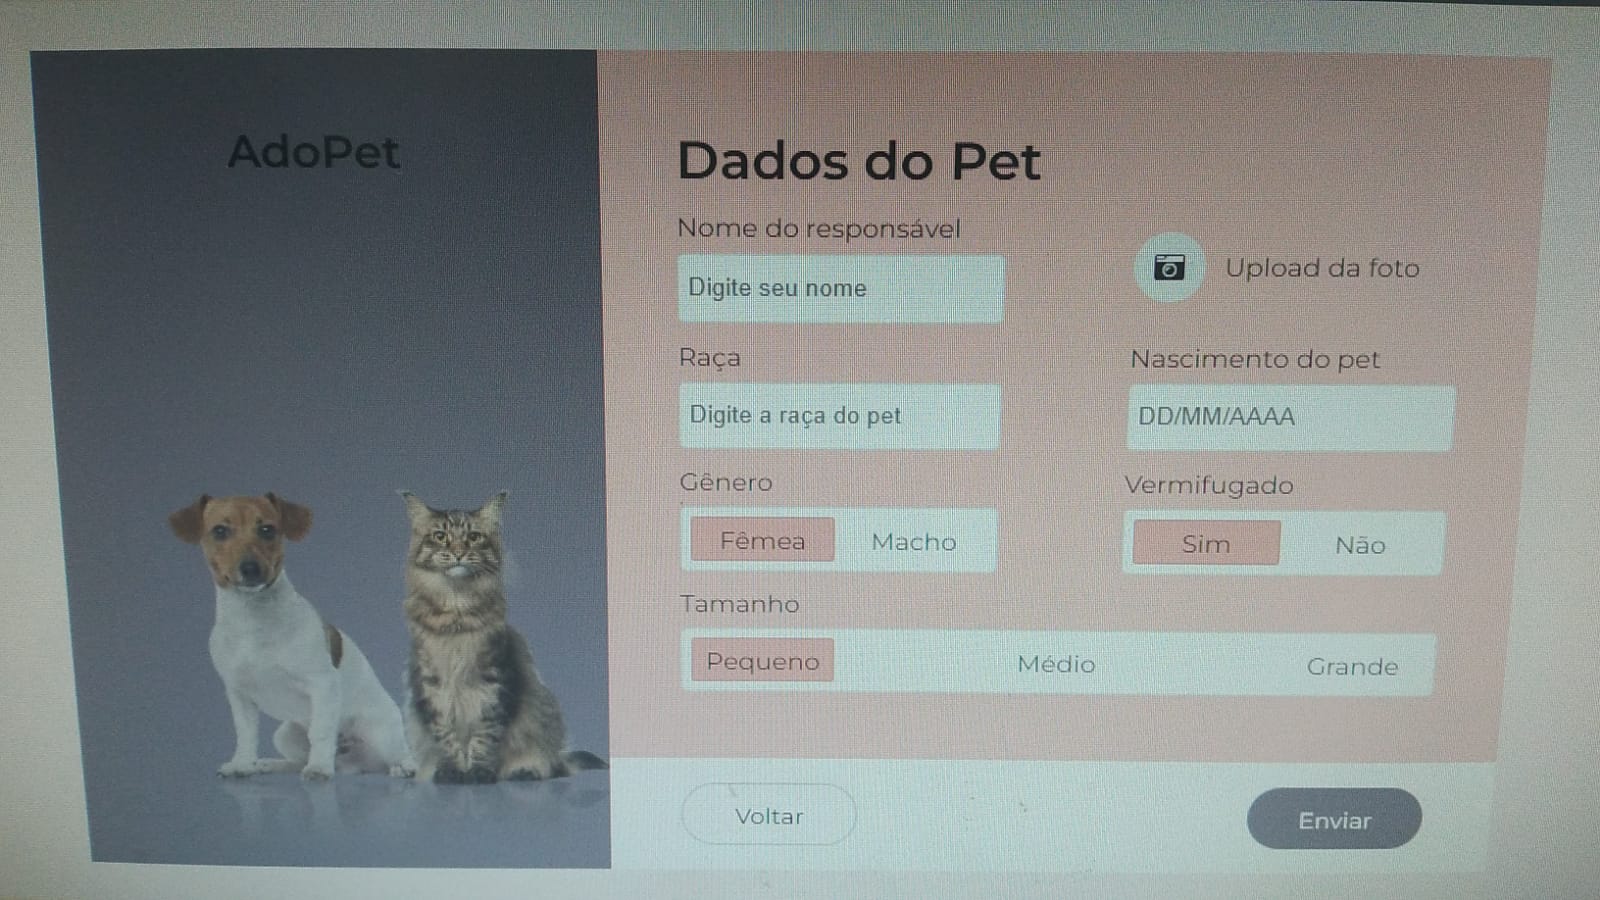 AdoPet
Dados do Pet
Nome do responsável
Digite seu nome
Upload da foto
Raça
Digite a raça do pet
Nascimento do pet
DD/MM/AAAA
Gênero
Fêmea Macho
Vermifugado
Sim Não
Tamanho
Pequeno Médio Grande
Voltar
Enviar